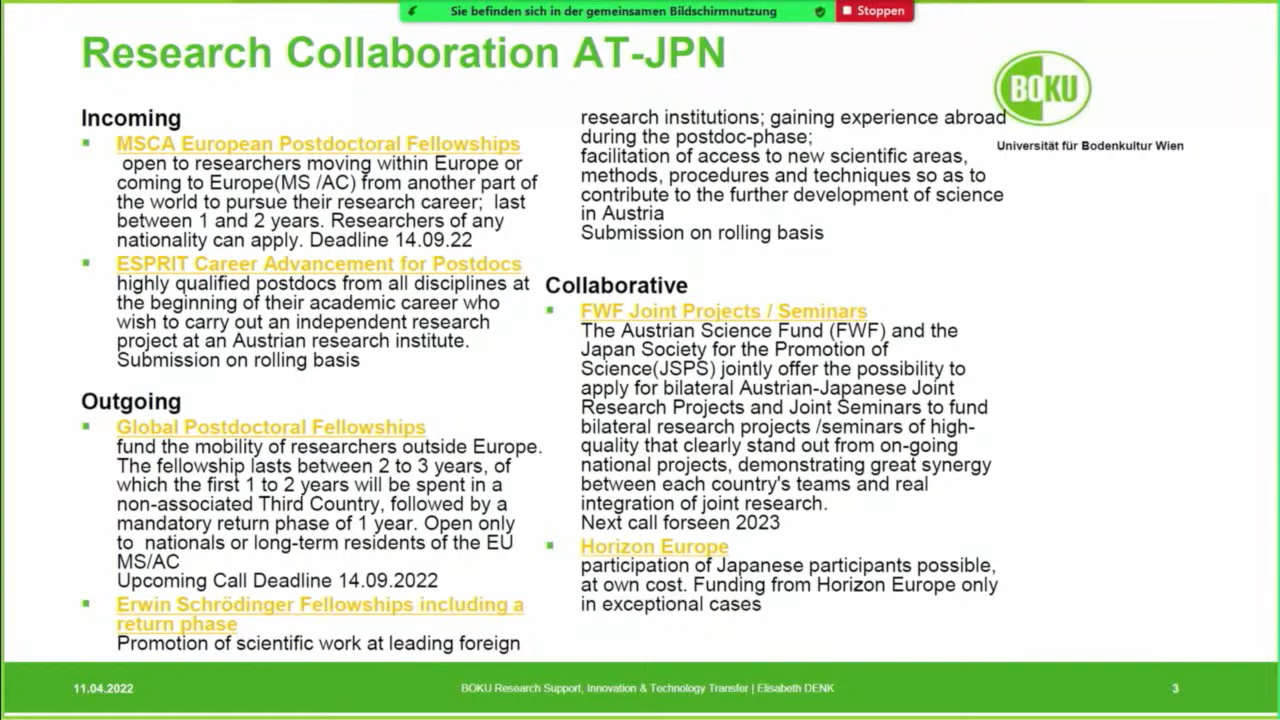 Sie befinden sich in der gemeinsamen Bildschirmnutzung
Stoppen
Research Collaboration AT-JPN
BOKU
Universität für Bodenkultur Wien
Incoming
MSCA European Postdoctoral Fellowships
open to researchers moving within Europe or
coming to Europe(MS /AC) from another part of
the world to pursue their research career; last
between 1 and 2 years. Researchers of any
nationality can apply. Deadline 14.09.22
ESPRIT Career Advancement for Postdocs
highly qualified postdocs from all disciplines at
the beginning of their academic career who
wish to carry out an independent research
project at an Austrian research institute.
Submission on rolling basis
Outgoing
Global Postdoctoral Fellowships
fund the mobility of researchers outside Europe.
The fellowship lasts between 2 to 3 years, of
which the first 1 to 2 years will be spent in a
non-associated Third Country, followed by a
mandatory return phase of 1 year. Open only
to nationals or long-term residents of the EU
MS/AC
Upcoming Call Deadline 14.09.2022
Erwin Schrödinger Fellowships including a
return phase
Promotion of scientific work at leading foreign
research institutions; gaining experience abroad
during the postdoc-phase;
facilitation of access to new scientific areas,
methods, procedures and techniques so as to
contribute to the further development of science
in Austria
Submission on rolling basis
Collaborative
FWF Joint Projects / Seminars
The Austrian Science Fund (FWF) and the
Japan Society for the Promotion of
Science(JSPS) jointly offer the possibility to
apply for bilateral Austrian-Japanese Joint
Research Projects and Joint Seminars to fund
bilateral research projects /seminars of high-
quality that clearly stand out from on-going
national projects, demonstrating great synergy
between each country's teams and real
integration of joint research.
Next call forseen 2023
Horizon Europe
participation of Japanese participants possible,
at own cost. Funding from Horizon Europe only
in exceptional cases
11.04.2022
BOKU Research Support, Innovation & Technology Transfer | Elisabeth DENK
3